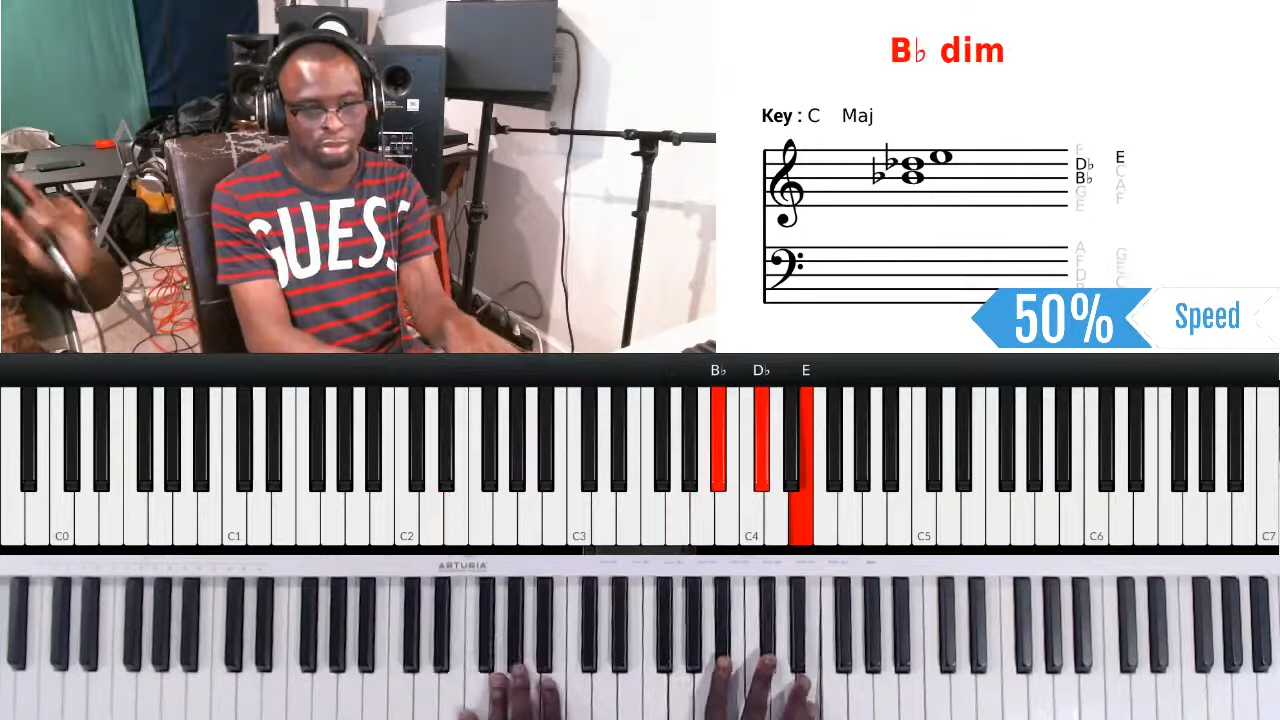 B♭ dim
Key : C Maj
F
D♭ E
B♭ C
G A
E F
A G
F E
D C
50% Speed
GUESS
B♭ D♭ E
C0 C1 C2 C3 C4 C5 C6 C7
ARTURIA